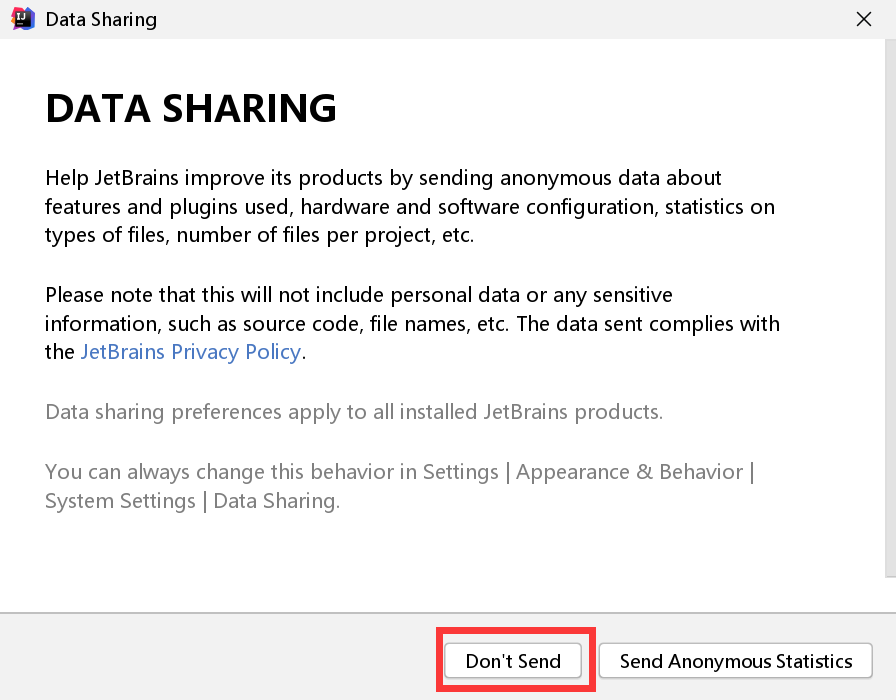 IJ
Data Sharing
DATA SHARING
Help JetBrains improve its products by sending anonymous data about
features and plugins used, hardware and software configuration, statistics on
types of files, number of files per project, etc.
Please note that this will not include personal data or any sensitive
information, such as source code, file names, etc. The data sent complies with
the JetBrains Privacy Policy.
Data sharing preferences apply to all installed JetBrains products.
You can always change this behavior in Settings | Appearance & Behavior |
System Settings | Data Sharing.
Don't Send
Send Anonymous Statistics